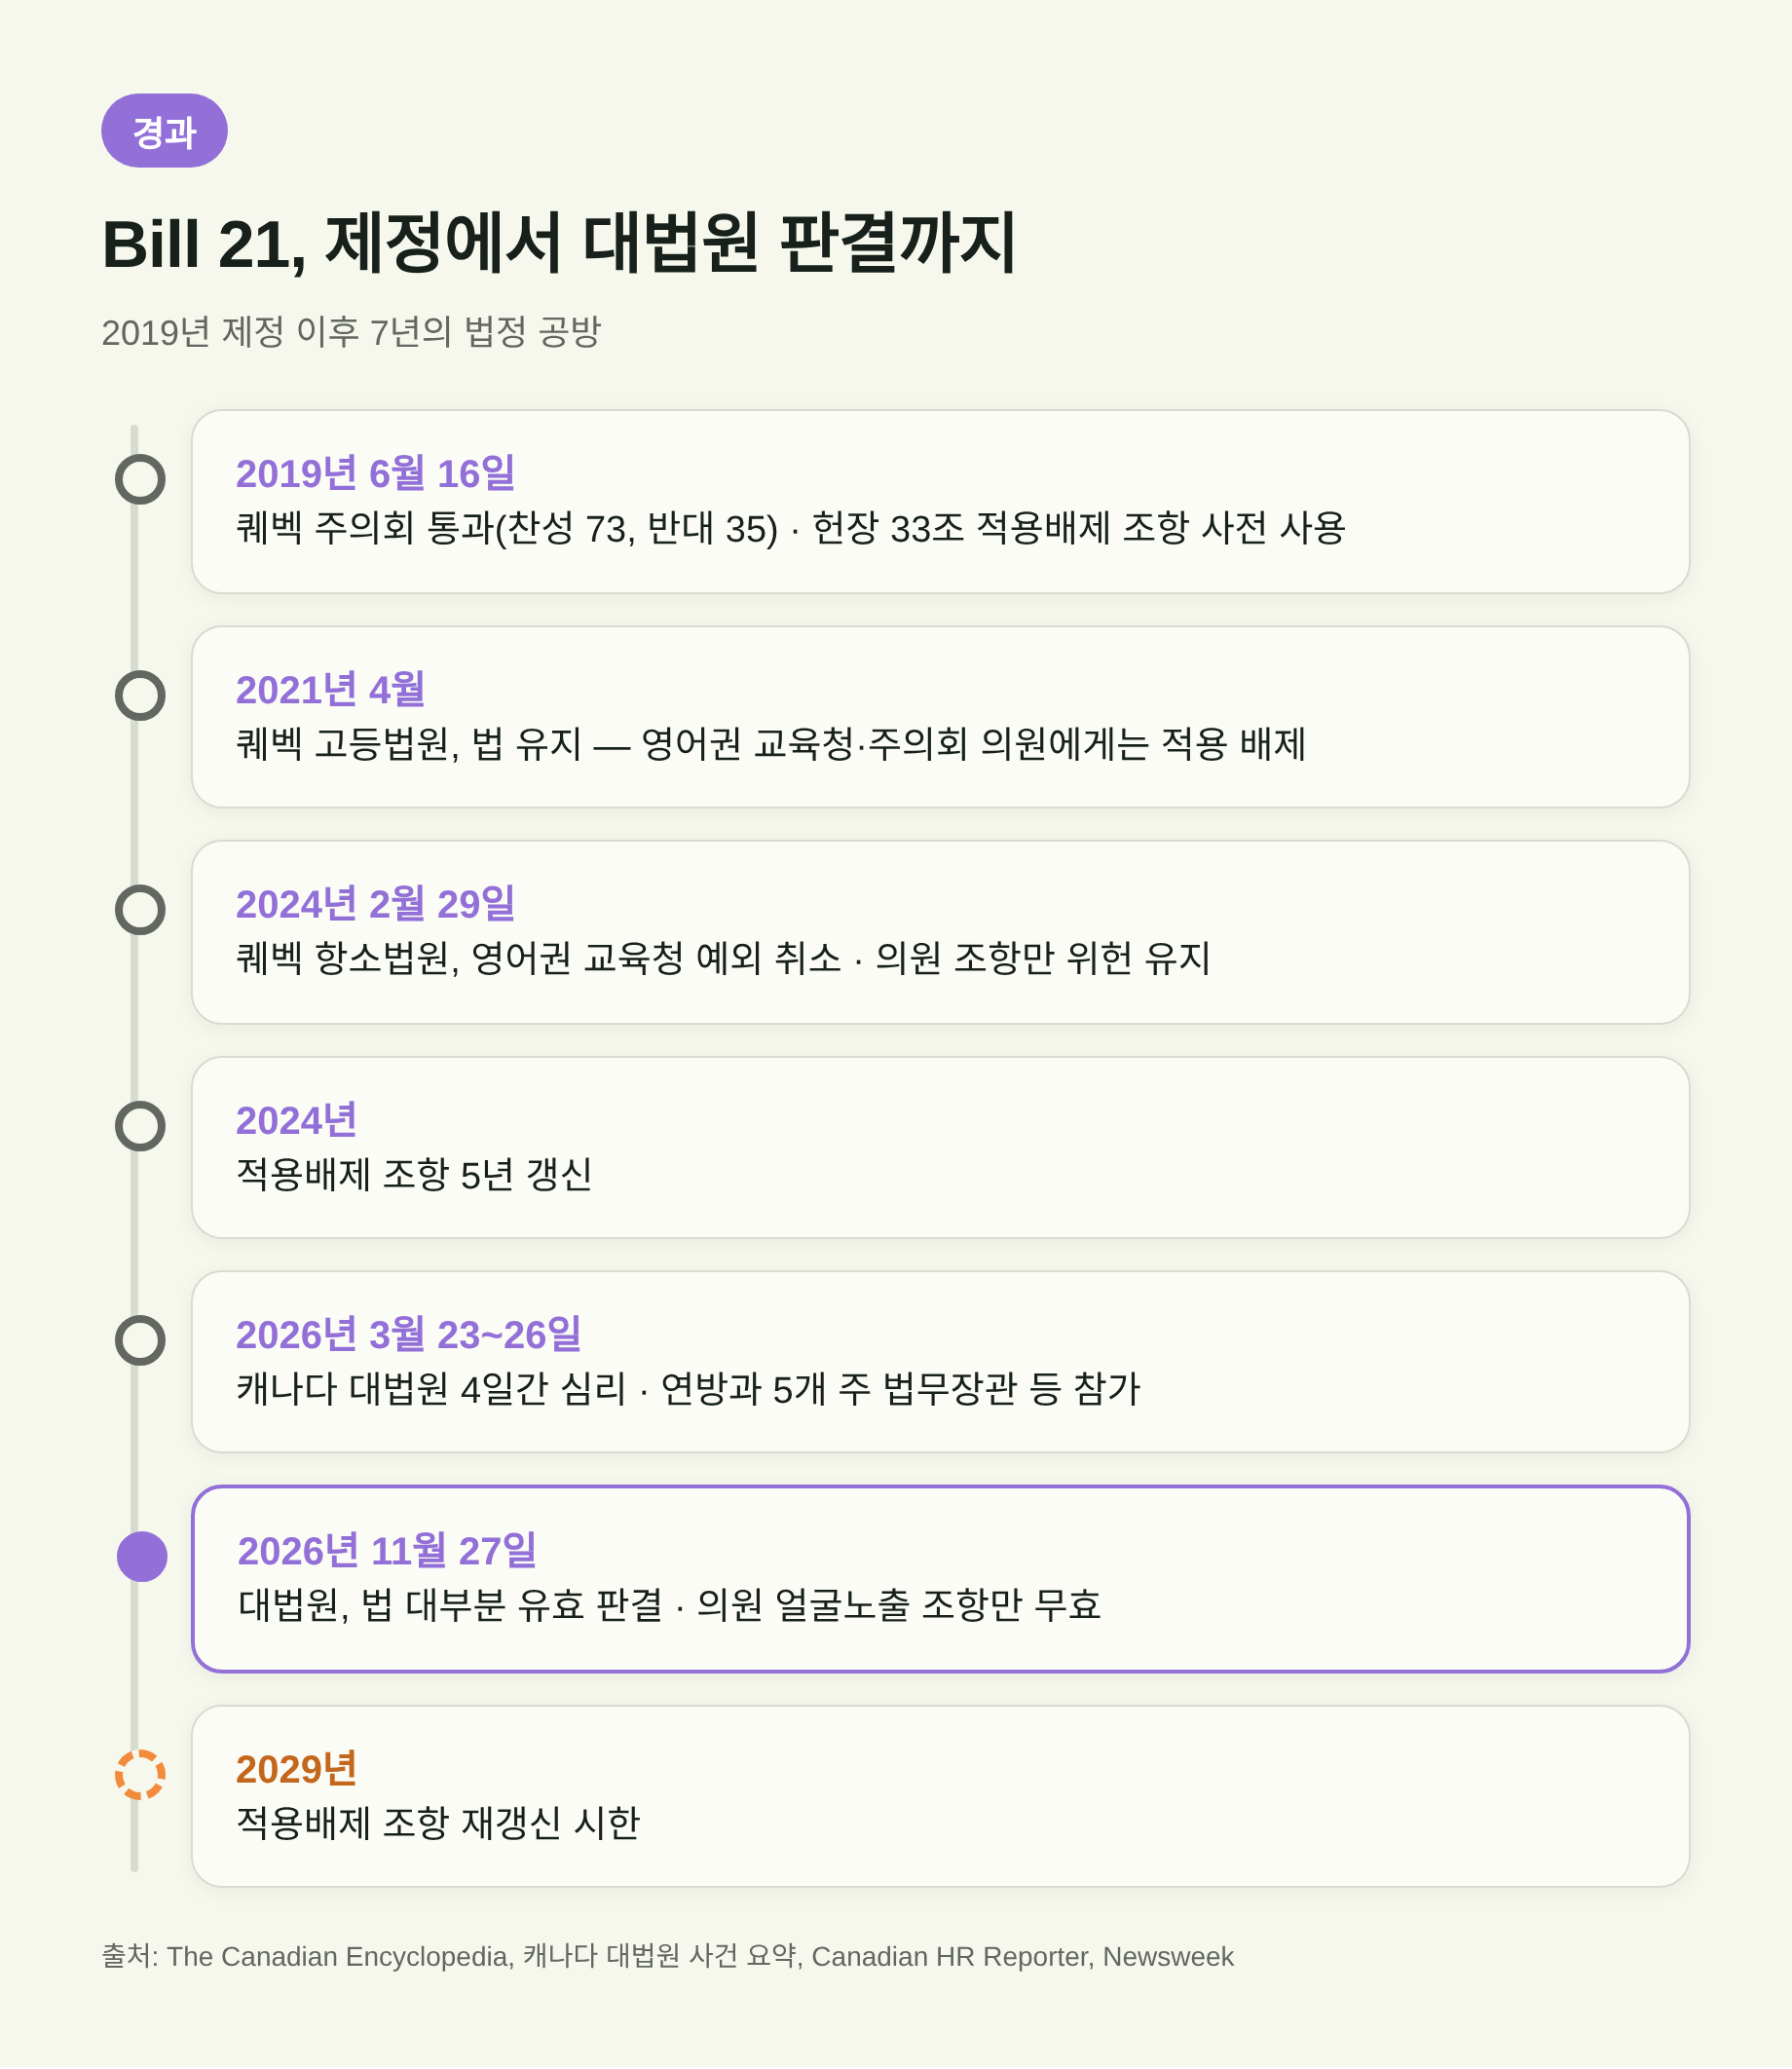 경과
Bill 21, 제정에서 대법원 판결까지
2019년 제정 이후 7년의 법정 공방
2019년 6월 16일
퀘벡 주의회 통과(찬성 73, 반대 35) · 헌장 33조 적용배제 조항 사전 사용
2021년 4월
퀘벡 고등법원, 법 유지 — 영어권 교육청·주의회 의원에게는 적용 배제
2024년 2월 29일
퀘벡 항소법원, 영어권 교육청 예외 취소 · 의원 조항만 위헌 유지
2024년
적용배제 조항 5년 갱신
2026년 3월 23~26일
캐나다 대법원 4일간 심리 · 연방과 5개 주 법무장관 등 참가
2026년 11월 27일
대법원, 법 대부분 유효 판결 · 의원 얼굴노출 조항만 무효
2029년
적용배제 조항 재갱신 시한
출처: The Canadian Encyclopedia, 캐나다 대법원 사건 요약, Canadian HR Reporter, Newsweek